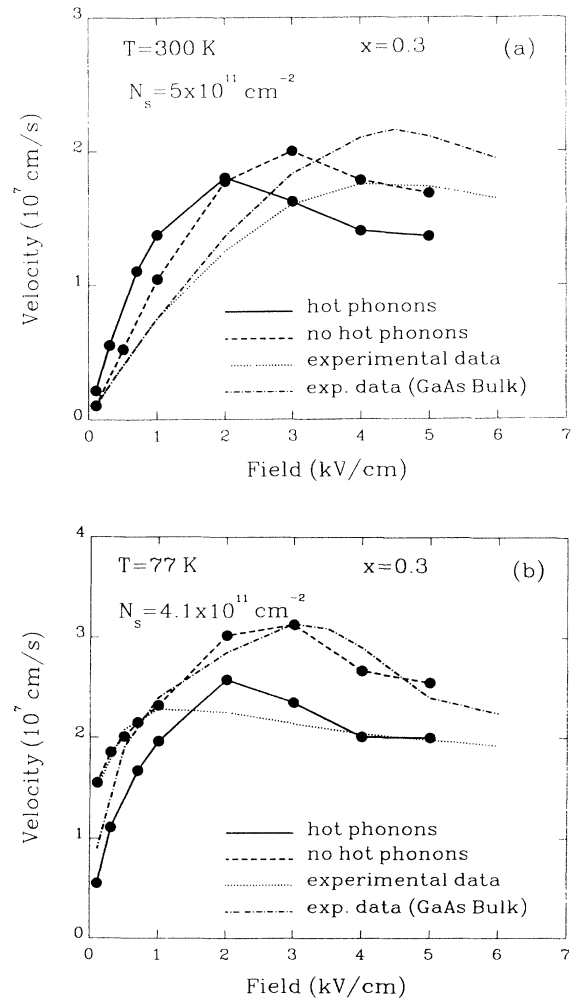 3
T=300 K x=0.3 (a)
N_s=5x10^11 cm^-2
2
Velocity (10^7 cm/s)
1
hot phonons
no hot phonons
experimental data
exp. data (GaAs Bulk)
0
0 1 2 3 4 5 6 7
Field (kV/cm)
4
T=77 K x=0.3 (b)
N_s=4.1x10^11 cm^-2
3
Velocity (10^7 cm/s)
2
1
hot phonons
no hot phonons
experimental data
exp. data (GaAs Bulk)
0
0 1 2 3 4 5 6 7
Field (kV/cm)